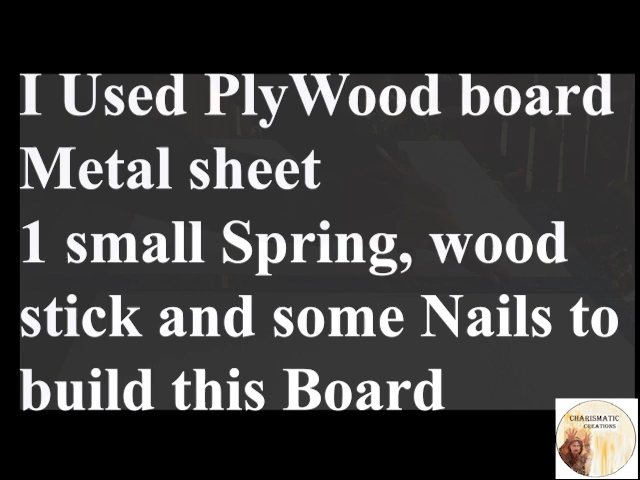 I Used PlyWood board
Metal sheet
1 small Spring, wood
stick and some Nails to
build this Board
CHARISMATIC
CREATIONS